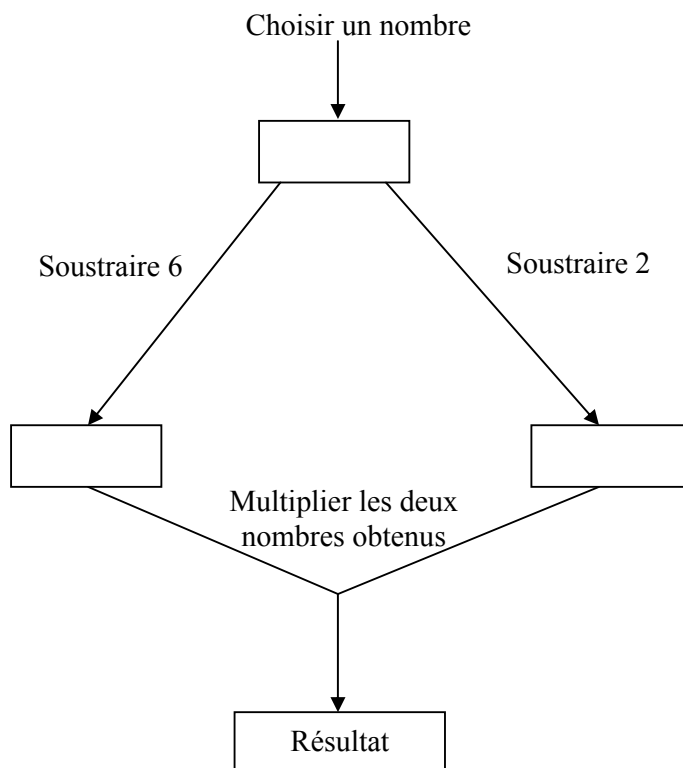 Choisir un nombre
Soustraire 6
Soustraire 2
Multiplier les deux
nombres obtenus
Résultat